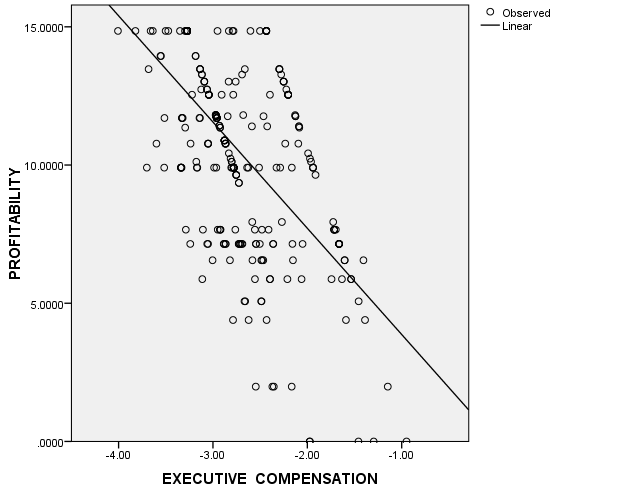 Observed
Linear
15.0000
10.0000
5.0000
.0000
PROFITABILITY
-4.00 -3.00 -2.00 -1.00
EXECUTIVE COMPENSATION